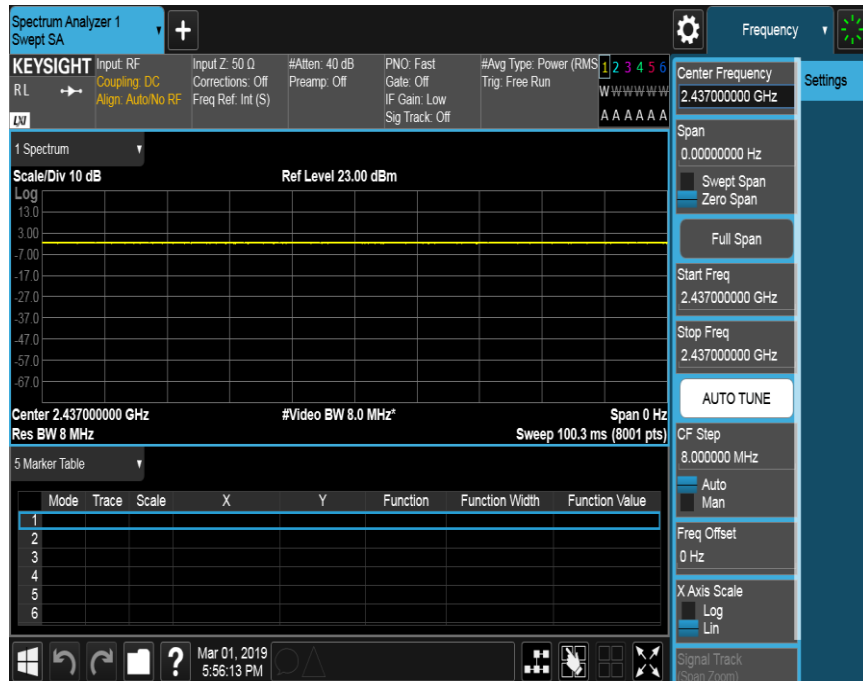 Spectrum Analyzer 1
Swept SA
+
Frequency
KEYSIGHT
RL
LXI
Input: RF
Coupling: DC
Align: Auto/No RF
Input Z: 50 Ω
Corrections: Off
Freq Ref: Int (S)
#Atten: 40 dB
Preamp: Off
PNO: Fast
Gate: Off
IF Gain: Low
Sig Track: Off
#Avg Type: Power (RMS
Trig: Free Run
1 2 3 4 5 6
W W W W W W
A A A A A A
1 Spectrum
Scale/Div 10 dB
Ref Level 23.00 dBm
Log
13.0
3.00
-7.00
-17.0
-27.0
-37.0
-47.0
-57.0
-67.0
Center 2.437000000 GHz
#Video BW 8.0 MHz*
Span 0 Hz
Res BW 8 MHz
Sweep 100.3 ms (8001 pts)
5 Marker Table
Mode Trace Scale X Y Function Function Width Function Value
1
2
3
4
5
6
Mar 01, 2019
5:56:13 PM
?
Center Frequency
2.437000000 GHz
Span
0.00000000 Hz
Swept Span
Zero Span
Full Span
Start Freq
2.437000000 GHz
Stop Freq
2.437000000 GHz
AUTO TUNE
CF Step
8.000000 MHz
Auto
Man
Freq Offset
0 Hz
X Axis Scale
Log
Lin
Signal Track
(Span Zoom)
Settings